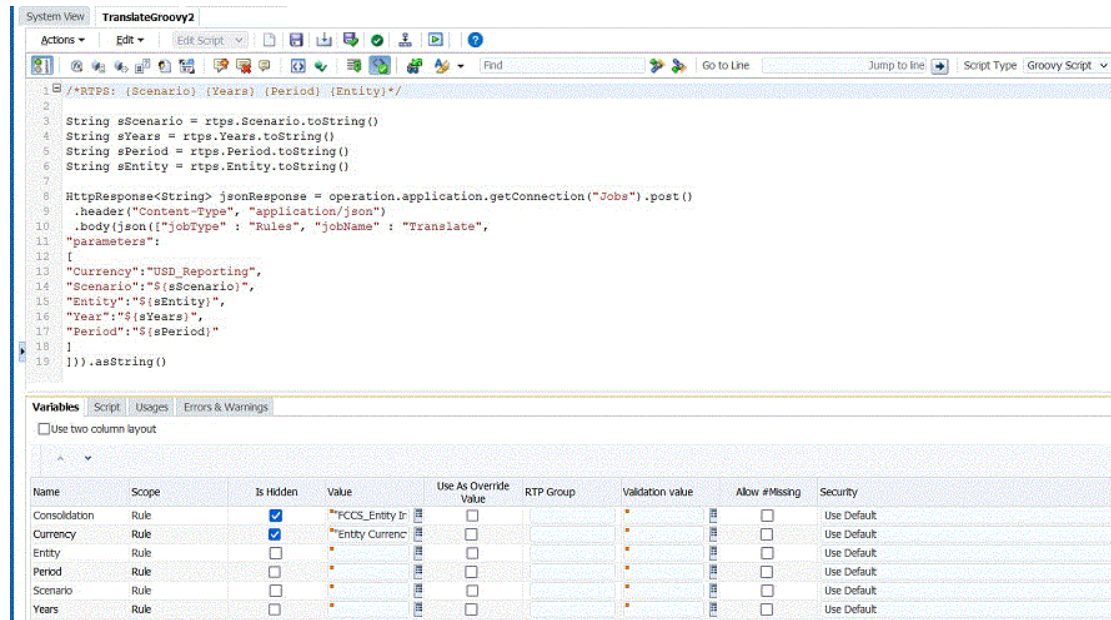 System View TranslateGroovy2
Actions Edit Edit Script
Find Go to Line Jump to line Script Type Groovy Script
1 /*RTPS: {Scenario} {Years} {Period} {Entity}*/
2
3 String sScenario = rtps.Scenario.toString()
4 String sYears = rtps.Years.toString()
5 String sPeriod = rtps.Period.toString()
6 String sEntity = rtps.Entity.toString()
7
8 HttpResponse<String> jsonResponse = operation.application.getConnection("Jobs").post()
9 .header("Content-Type", "application/json")
10 .body(json(["jobType" : "Rules", "jobName" : "Translate",
11 "parameters":
12 [
13 "Currency":"USD_Reporting",
14 "Scenario":"${sScenario}",
15 "Entity":"${sEntity}",
16 "Year":"${sYears}",
17 "Period":"${sPeriod}"
18 ]
19 ])).asString()
Variables Script Usages Errors & Warnings
Use two column layout
Name Scope Is Hidden Value Use As Override Value RTP Group Validation value Allow #Missing Security
Consolidation Rule "FCCS_Entity In Use Default
Currency Rule "Entity Currenc Use Default
Entity Rule Use Default
Period Rule Use Default
Scenario Rule Use Default
Years Rule Use Default